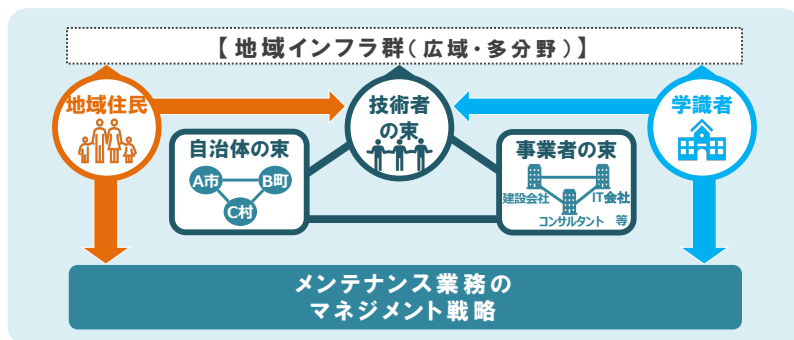 【地域インフラ群(広域・多分野)】
地域住民
技術者
の束
学識者
自治体の束
A市
B町
C村
事業者の束
建設会社
IT会社
コンサルタント 等
メンテナンス業務の
マネジメント戦略